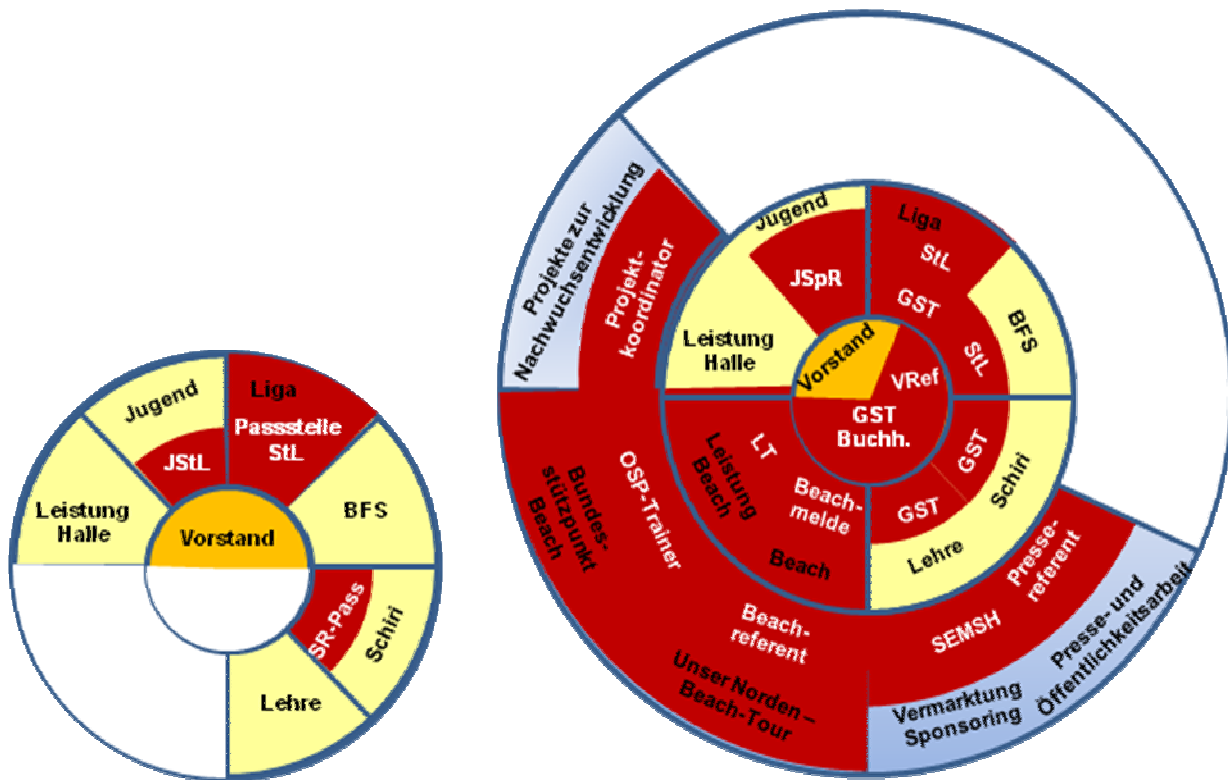 Jugend
Liga
Passstelle
StL
JStL
Leistung
Halle
BFS
Vorstand
SR-Pass
Schiri
Lehre
Projekte zur
Nachwuchsentwicklung
Projekt-
koordinator
Jugend
JSpR
Leistung
Halle
Liga
StL
GST
StL
BFS
Vorstand
VRef
GST
Buchh.
LT
Leistung
Beach
Beach-
melde
Beach
GST
GST
Schiri
Lehre
OSP-Trainer
Bundes-
stützpunkt
Beach
Beach-
referent
Unser Norden –
Beach-Tour
SEMSH
Presse-
referent
Vermarktung
Sponsoring
Presse- und
Öffentlichkeitsarbeit